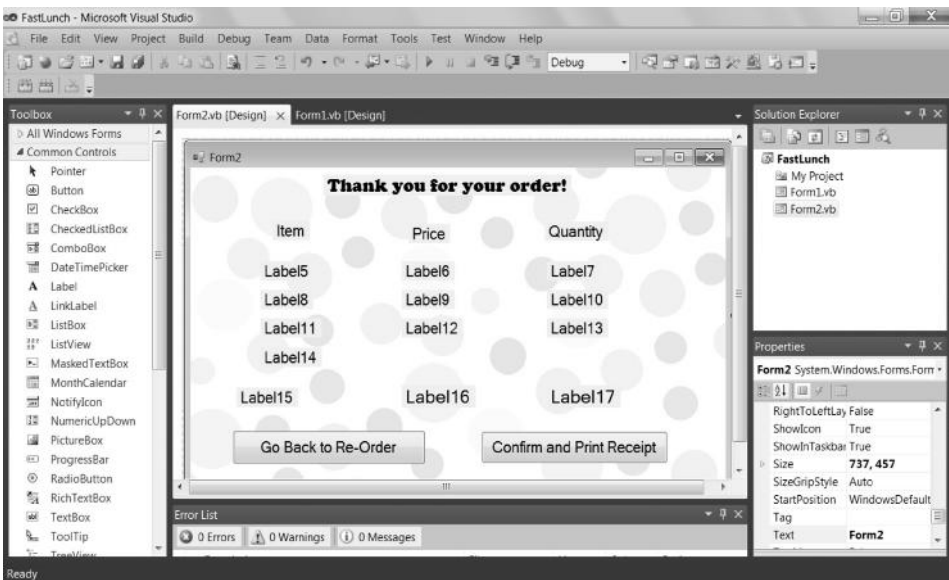 FastLunch - Microsoft Visual Studio
File Edit View Project Build Debug Team Data Format Tools Test Window Help
Debug
Toolbox
All Windows Forms
Common Controls
Pointer
Button
CheckBox
CheckedListBox
ComboBox
DateTimePicker
Label
LinkLabel
ListBox
ListView
MaskedTextBox
MonthCalendar
NotifyIcon
NumericUpDown
PictureBox
ProgressBar
RadioButton
RichTextBox
TextBox
ToolTip
TreeView
Form2.vb [Design] Form1.vb [Design]
Form2
Thank you for your order!
Item Price Quantity
Label5 Label6 Label7
Label8 Label9 Label10
Label11 Label12 Label13
Label14
Label15 Label16 Label17
Go Back to Re-Order Confirm and Print Receipt
Error List
0 Errors 0 Warnings 0 Messages
Solution Explorer
FastLunch
My Project
Form1.vb
Form2.vb
Properties
Form2 System.Windows.Forms.Form
RightToLeftLay False
ShowIcon True
ShowInTaskbar True
Size 737, 457
SizeGripStyle Auto
StartPosition WindowsDefault
Tag
Text Form2
Ready